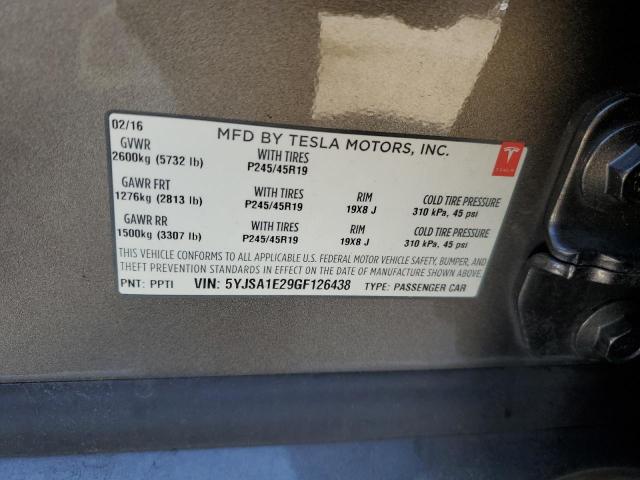 02/16
MFD BY TESLA MOTORS, INC.
GVWR WITH TIRES
2600kg (5732 lb) P245/45R19
GAWR FRT WITH TIRES RIM COLD TIRE PRESSURE
1276kg (2813 lb) P245/45R19 19X8 J 310 kPa, 45 psi
GAWR RR WITH TIRES RIM COLD TIRE PRESSURE
1500kg (3307 lb) P245/45R19 19X8 J 310 kPa, 45 psi
THIS VEHICLE CONFORMS TO ALL APPLICABLE U.S. FEDERAL MOTOR VEHICLE SAFETY, BUMPER, AND
THEFT PREVENTION STANDARDS IN EFFECT ON THE DATE OF MANUFACTURE SHOWN ABOVE.
PNT: PPTI VIN: 5YJSA1E29GF126438 TYPE: PASSENGER CAR
TESLA